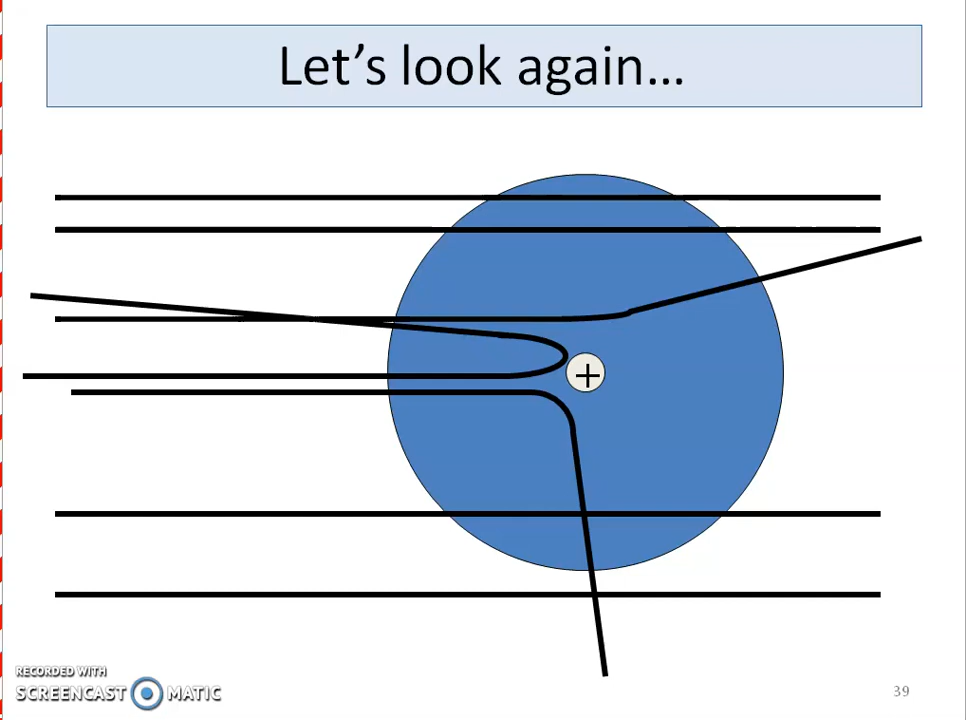 Let's look again…
+
RECORDED WITH
SCREENCAST MATIC
39